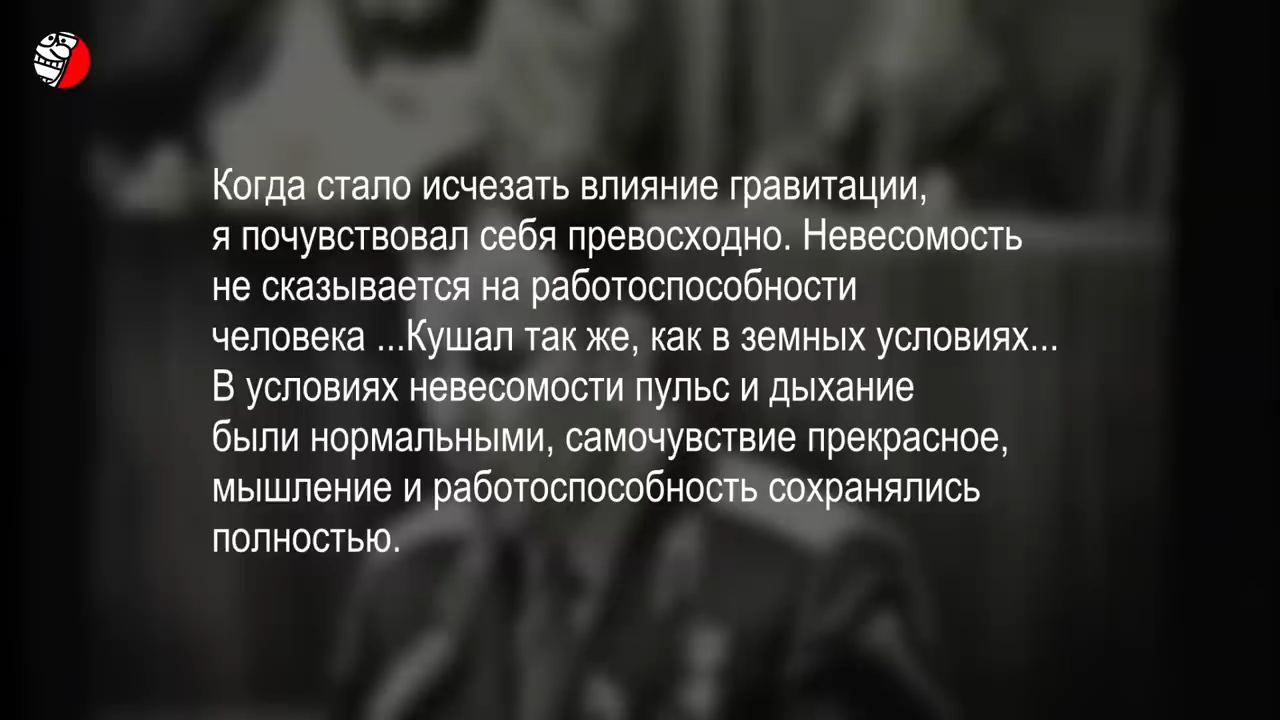 Когда стало исчезать влияние гравитации,
я почувствовал себя превосходно. Невесомость
не сказывается на работоспособности
человека ...Кушал так же, как в земных условиях...
В условиях невесомости пульс и дыхание
были нормальными, самочувствие прекрасное,
мышление и работоспособность сохранялись
полностью.